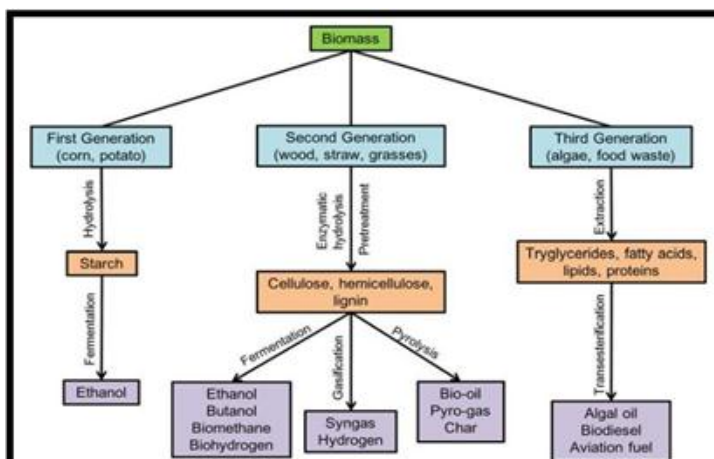 Biomass
First Generation
(corn, potato)
Second Generation
(wood, straw, grasses)
Third Generation
(algae, food waste)
Hydrolysis
Enzymatic
hydrolysis
Pretreatment
Extraction
Starch
Cellulose, hemicellulose,
lignin
Tryglycerides, fatty acids,
lipids, proteins
Fermentation
Fermentation
Gasification
Pyrolysis
Transesterification
Ethanol
Ethanol
Butanol
Biomethane
Biohydrogen
Syngas
Hydrogen
Bio-oil
Pyro-gas
Char
Algal oil
Biodiesel
Aviation fuel